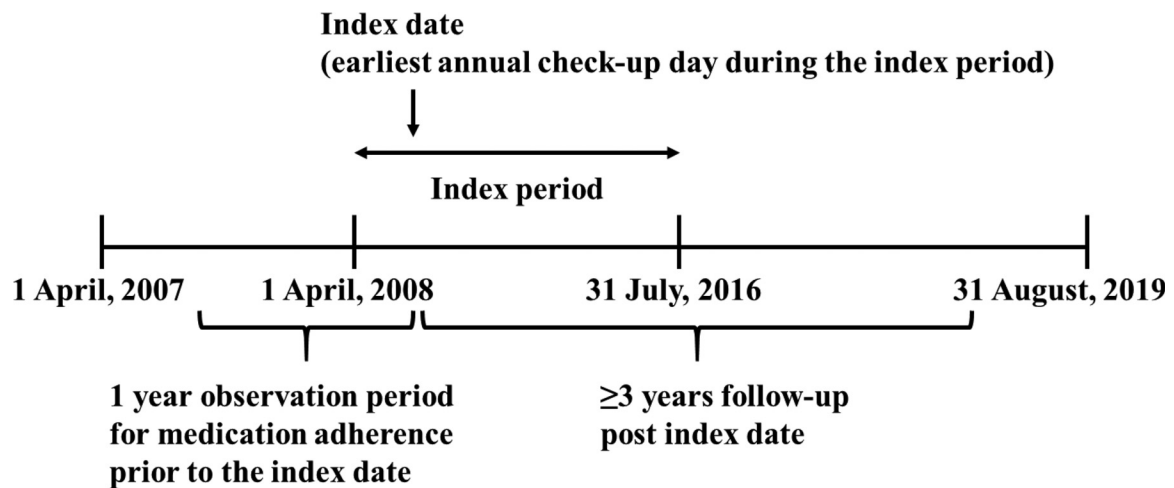 Index date
(earliest annual check-up day during the index period)
Index period
1 April, 2007
1 April, 2008
31 July, 2016
31 August, 2019
1 year observation period
for medication adherence
prior to the index date
≥3 years follow-up
post index date